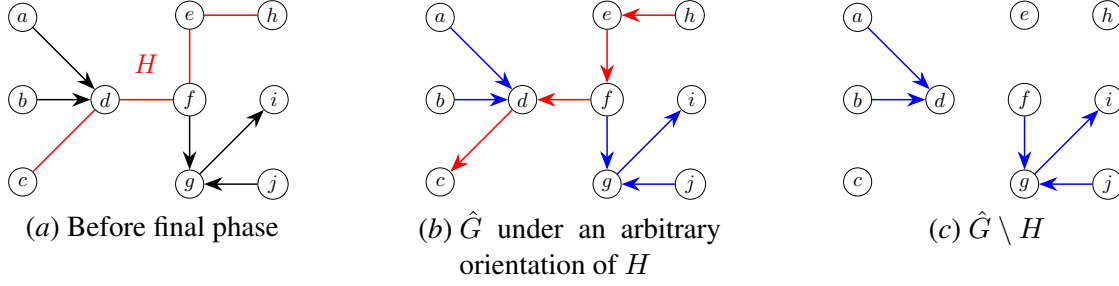 a
e
h
H
b
d
f
i
c
g
j
(a) Before final phase
a
e
h
b
d
f
i
c
g
j
(b) Ĝ under an arbitrary
orientation of H
a
e
h
b
d
f
i
c
g
j
(c) Ĝ \ H